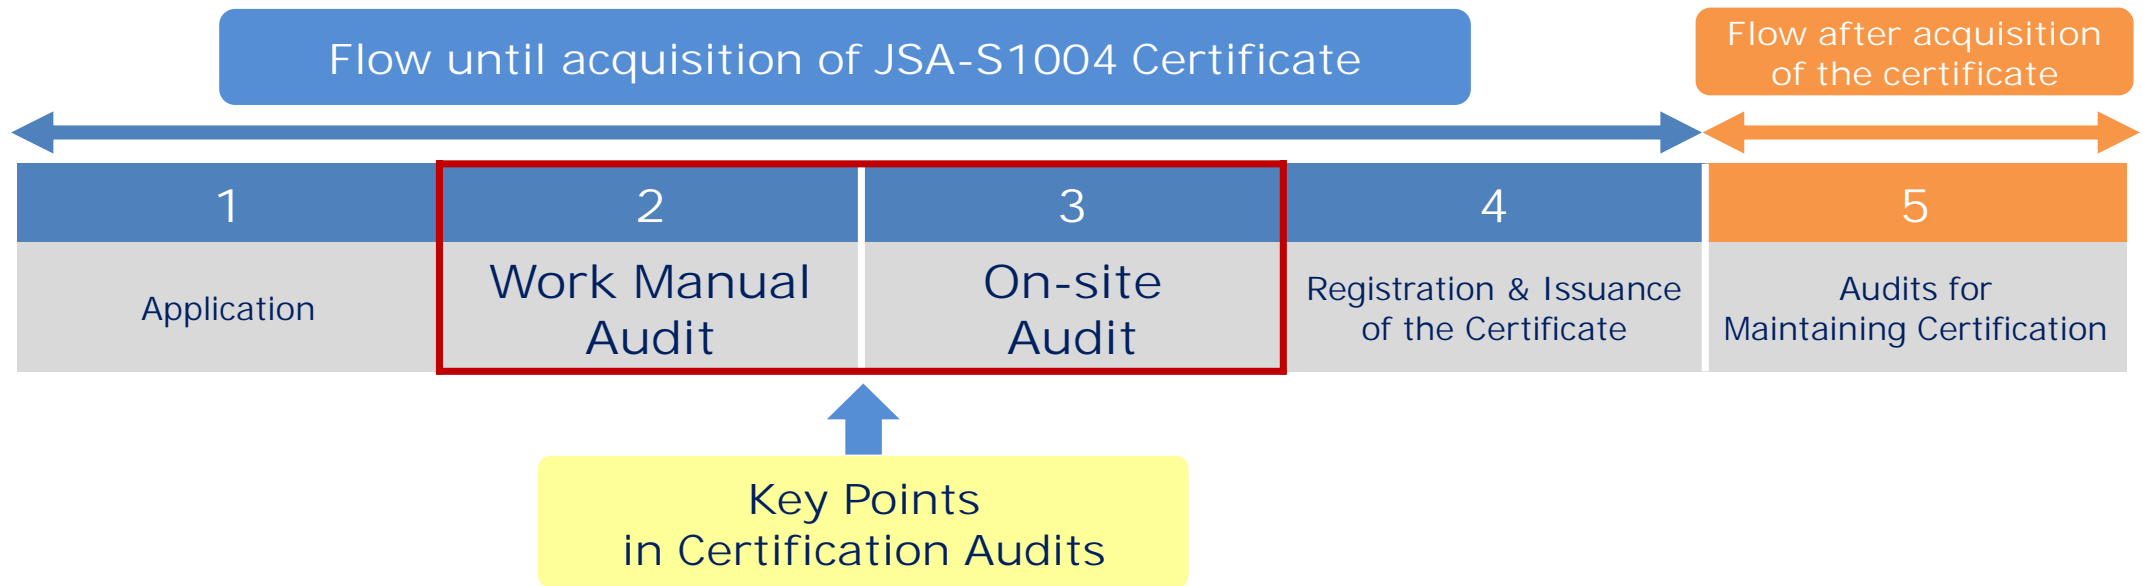 Flow until acquisition of JSA-S1004 Certificate
Flow after acquisition
of the certificate
1
2
3
4
5
Application
Work Manual
Audit
On-site
Audit
Registration & Issuance
of the Certificate
Audits for
Maintaining Certification
Key Points
in Certification Audits